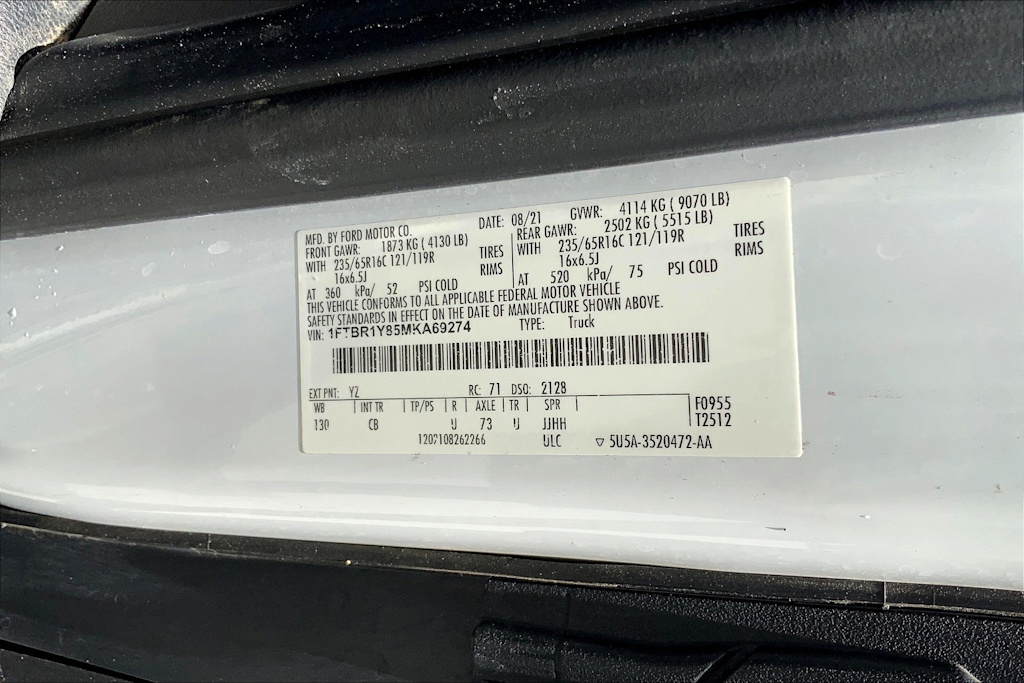 MFD. BY FORD MOTOR CO. DATE: 08/21 GVWR: 4114 KG ( 9070 LB)
FRONT GAWR: 1873 KG ( 4130 LB) REAR GAWR: 2502 KG ( 5515 LB)
WITH 235/65R16C 121/119R TIRES WITH 235/65R16C 121/119R TIRES
16x6.5J RIMS 16x6.5J RIMS
AT 360 kPa/ 52 PSI COLD AT 520 kPa/ 75 PSI COLD
THIS VEHICLE CONFORMS TO ALL APPLICABLE FEDERAL MOTOR VEHICLE
SAFETY STANDARDS IN EFFECT ON THE DATE OF MANUFACTURE SHOWN ABOVE.
VIN: 1FTBR1Y85MKA69274 TYPE: Truck
EXT PNT: YZ RC: 71 DSO: 2128
WB INT TR TP/PS R AXLE TR SPR F0955
130 CB U 73 U JJHH T2512
1207108262266 ULC ▽ 5U5A-3520472-AA